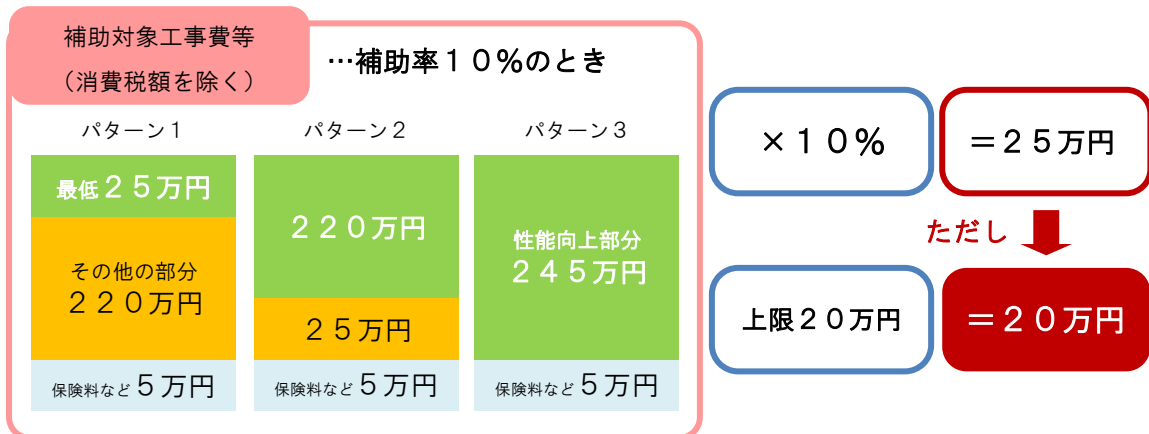 補助対象工事費等
（消費税額を除く）
…補助率１０％のとき
パターン１
パターン２
パターン３
最低２５万円
その他の部分
２２０万円
保険料など５万円
２２０万円
２５万円
保険料など５万円
性能向上部分
２４５万円
保険料など５万円
×１０％
＝２５万円
ただし
上限２０万円
＝２０万円